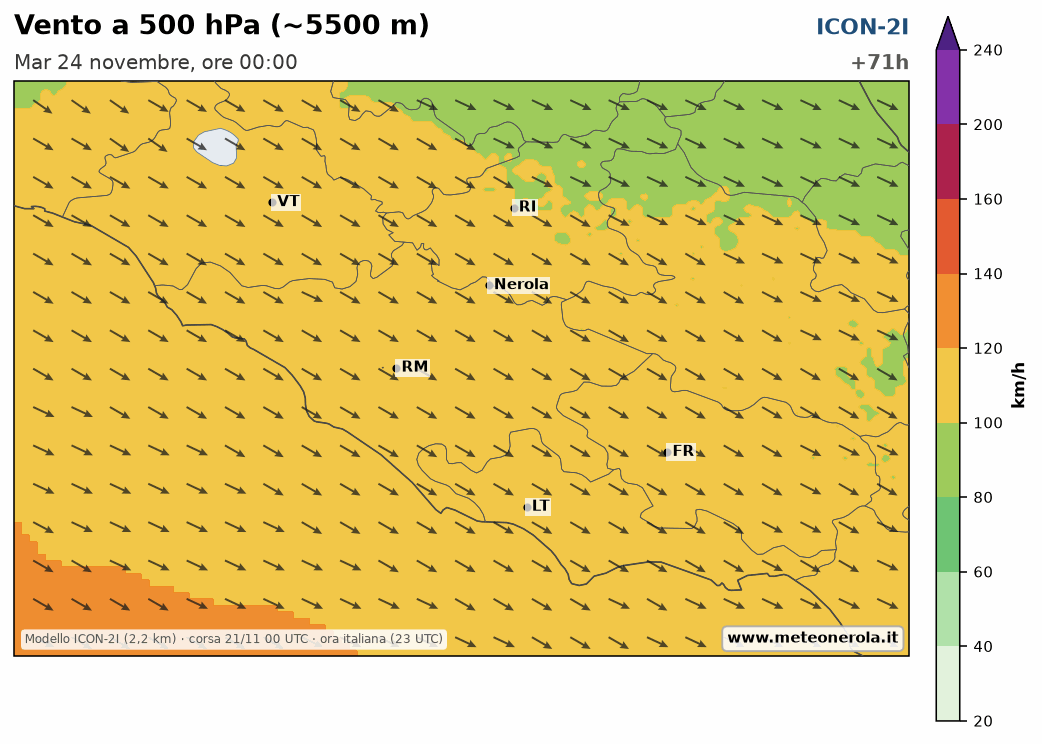 Vento a 500 hPa (~5500 m)
ICON-2I
Mar 24 novembre, ore 00:00
+71h
VT
RI
Nerola
RM
FR
LT
Modello ICON-2I (2,2 km) · corsa 21/11 00 UTC · ora italiana (23 UTC)
www.meteonerola.it
240
200
160
140
120
100
80
60
40
20
km/h